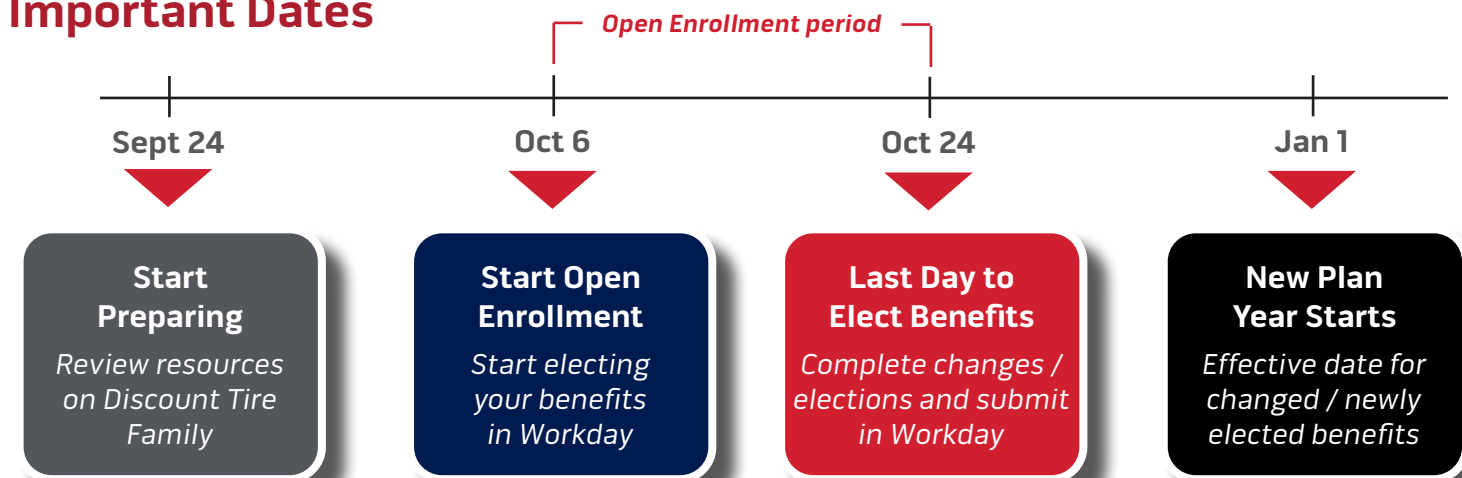 Important Dates
Open Enrollment period
Sept 24
Oct 6
Oct 24
Jan 1
Start
Preparing
Review resources
on Discount Tire
Family
Start Open
Enrollment
Start electing
your benefits
in Workday
Last Day to
Elect Benefits
Complete changes /
elections and submit
in Workday
New Plan
Year Starts
Effective date for
changed / newly
elected benefits